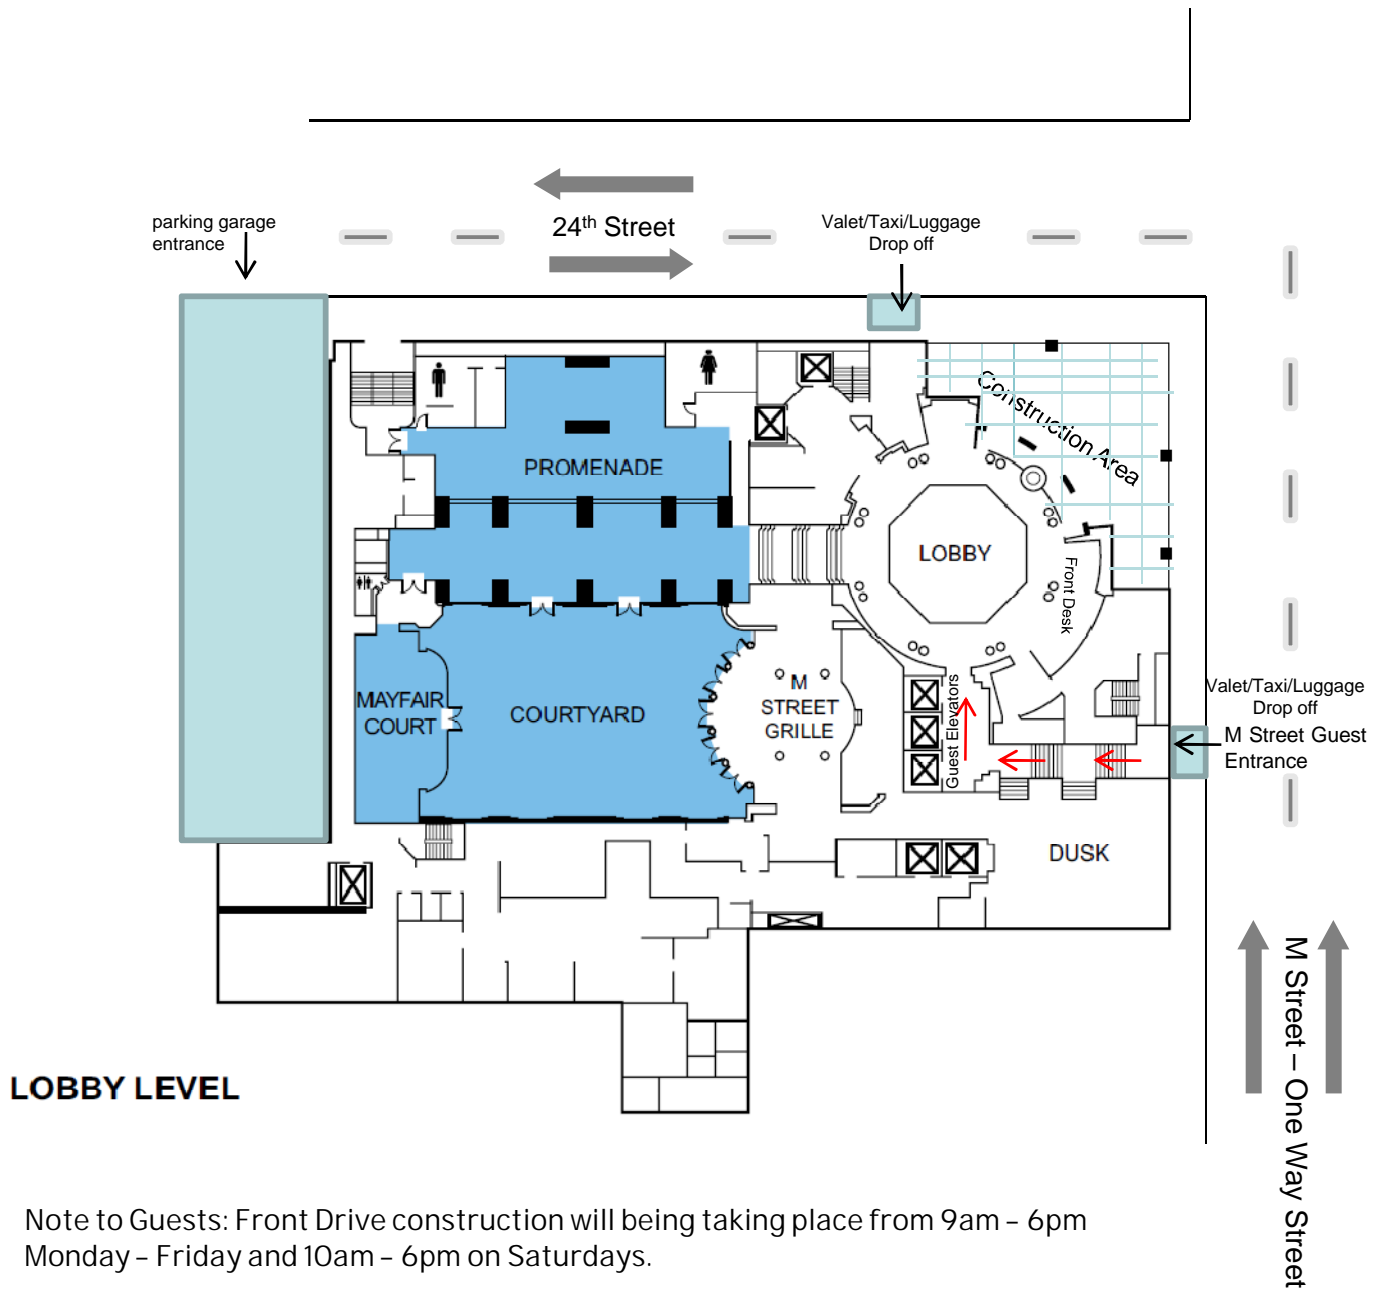 24th Street
parking garage
entrance
Valet/Taxi/Luggage
Drop off
Construction Area
PROMENADE
LOBBY
Front Desk
MAYFAIR
COURT
COURTYARD
M
STREET
GRILLE
Guest Elevators
Valet/Taxi/Luggage
Drop off
M Street Guest
Entrance
DUSK
M Street – One Way Street
LOBBY LEVEL
Note to Guests: Front Drive construction will being taking place from 9am – 6pm
Monday – Friday and 10am – 6pm on Saturdays.